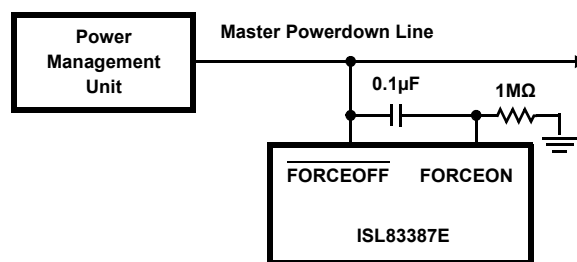 Power
Management
Unit
Master Powerdown Line
0.1µF
1MΩ
FORCEOFF
FORCEON
ISL83387E